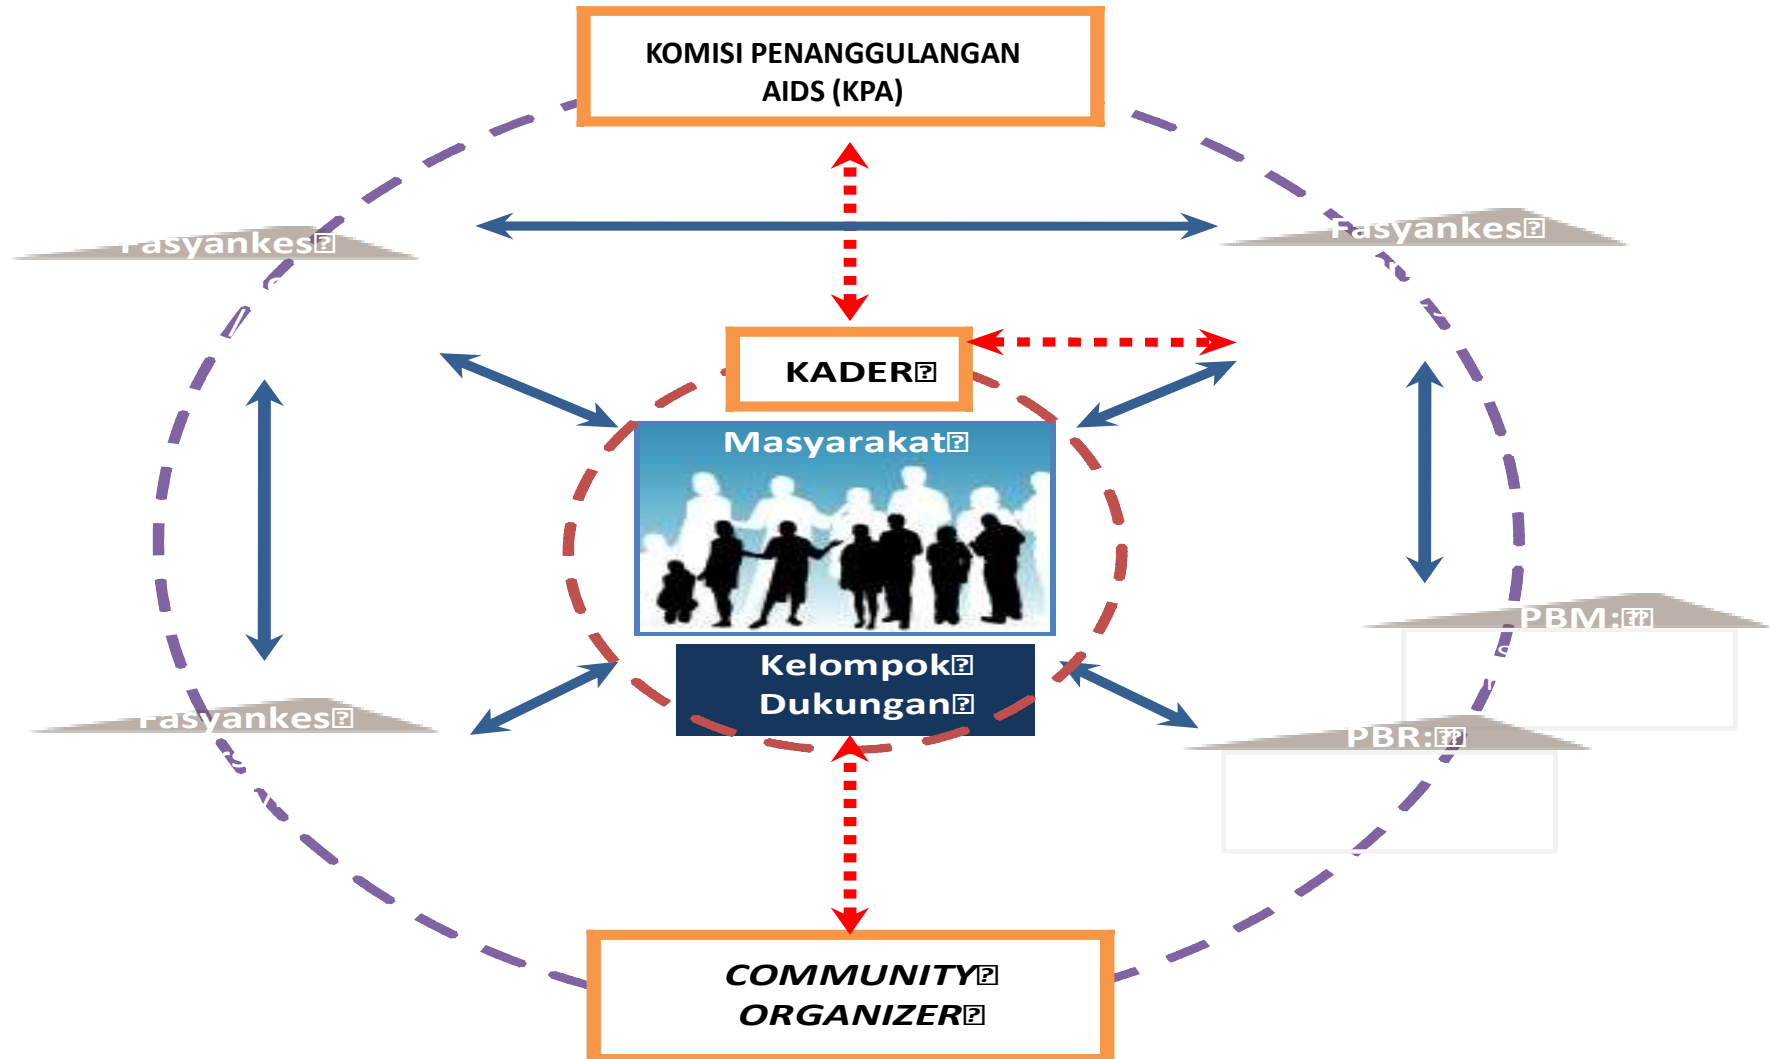 KOMISI PENANGGULANGAN
AIDS (KPA)
Fasyankes
Fasyankes
KADER
Masyarakat
PBM:
Kelompok
Dukungan
Fasyankes
PBR:
COMMUNITY
ORGANIZER